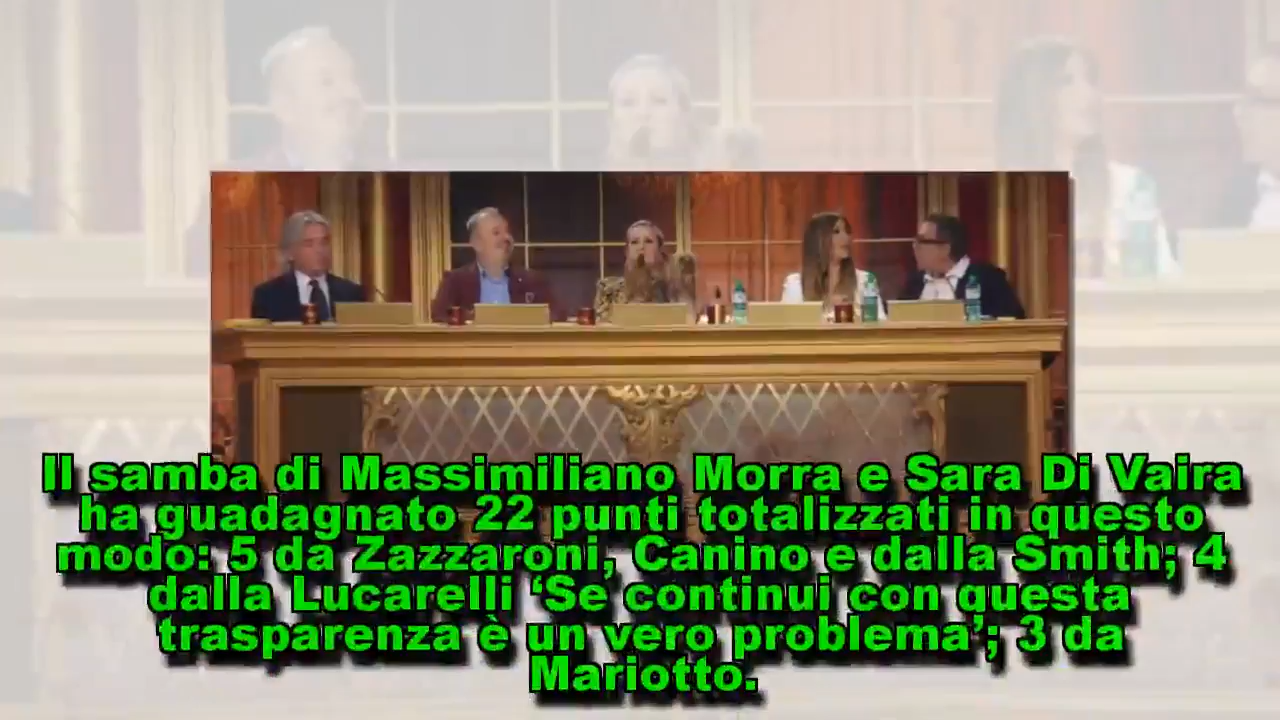 Il samba di Massimiliano Morra e Sara Di Vaira
ha guadagnato 22 punti totalizzati in questo
modo: 5 da Zazzaroni, Canino e dalla Smith; 4
dalla Lucarelli ‘Se continui con questa
trasparenza è un vero problema’; 3 da
Mariotto.